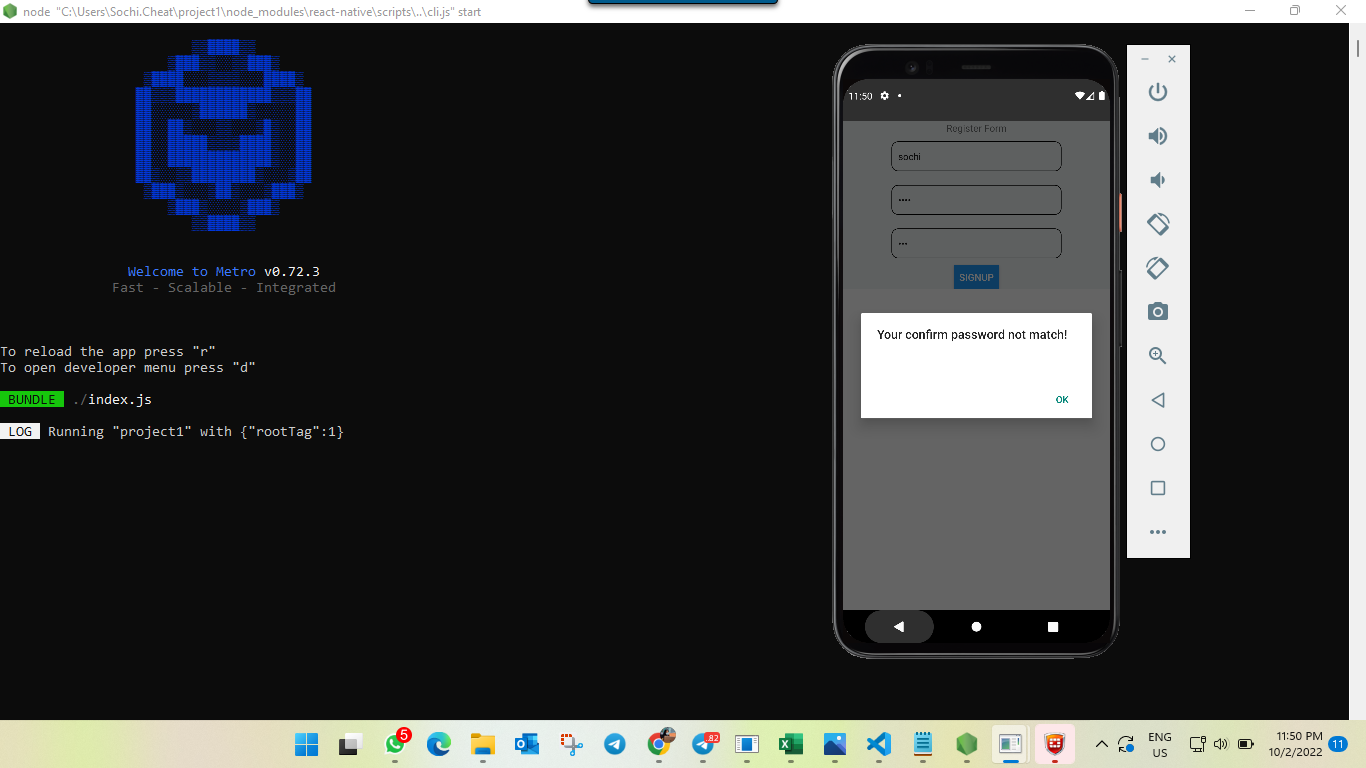 node "C:\Users\Sochi.Cheat\project1\node_modules\react-native\scripts\..\cli.js" start
Welcome to Metro v0.72.3
Fast - Scalable - Integrated
To reload the app press "r"
To open developer menu press "d"
BUNDLE ./index.js
LOG Running "project1" with {"rootTag":1}
11:50
Register Form
sochi
••••
•••
SIGNUP
Your confirm password not match!
OK
5
82
ENG
US
11:50 PM
10/2/2022
11